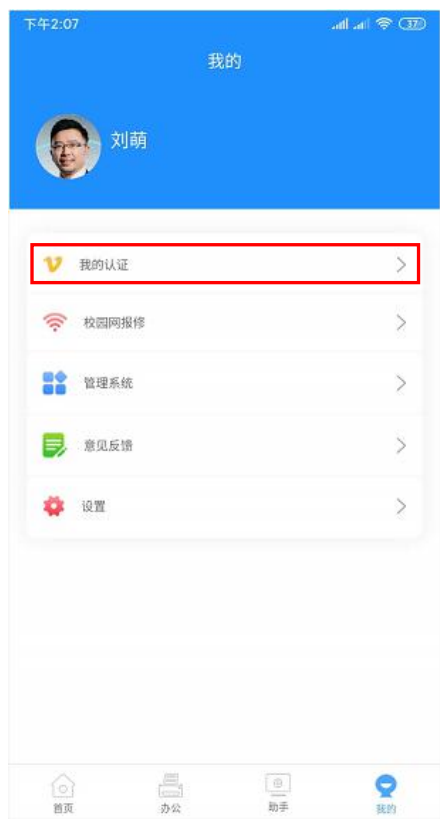 下午2:07
37
我的
刘萌
我的认证
校园网报修
管理系统
意见反馈
设置
首页
办公
助手
我的